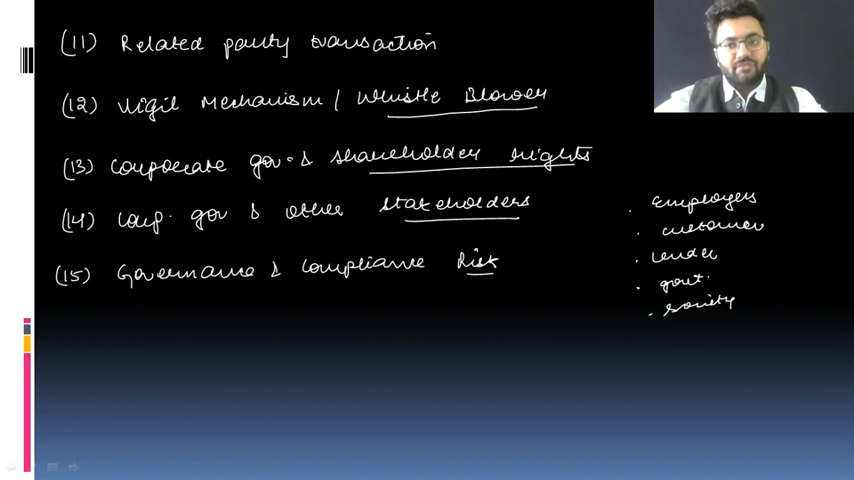 (11) Related party transaction
(12) Vigil Mechanism / Whistle Blower
(13) Corporate gov. & shareholder rights
(14) Corp. gov & other stakeholders
(15) Governance & compliance Risk
. Employers
. customer
. lender
. govt.
. society